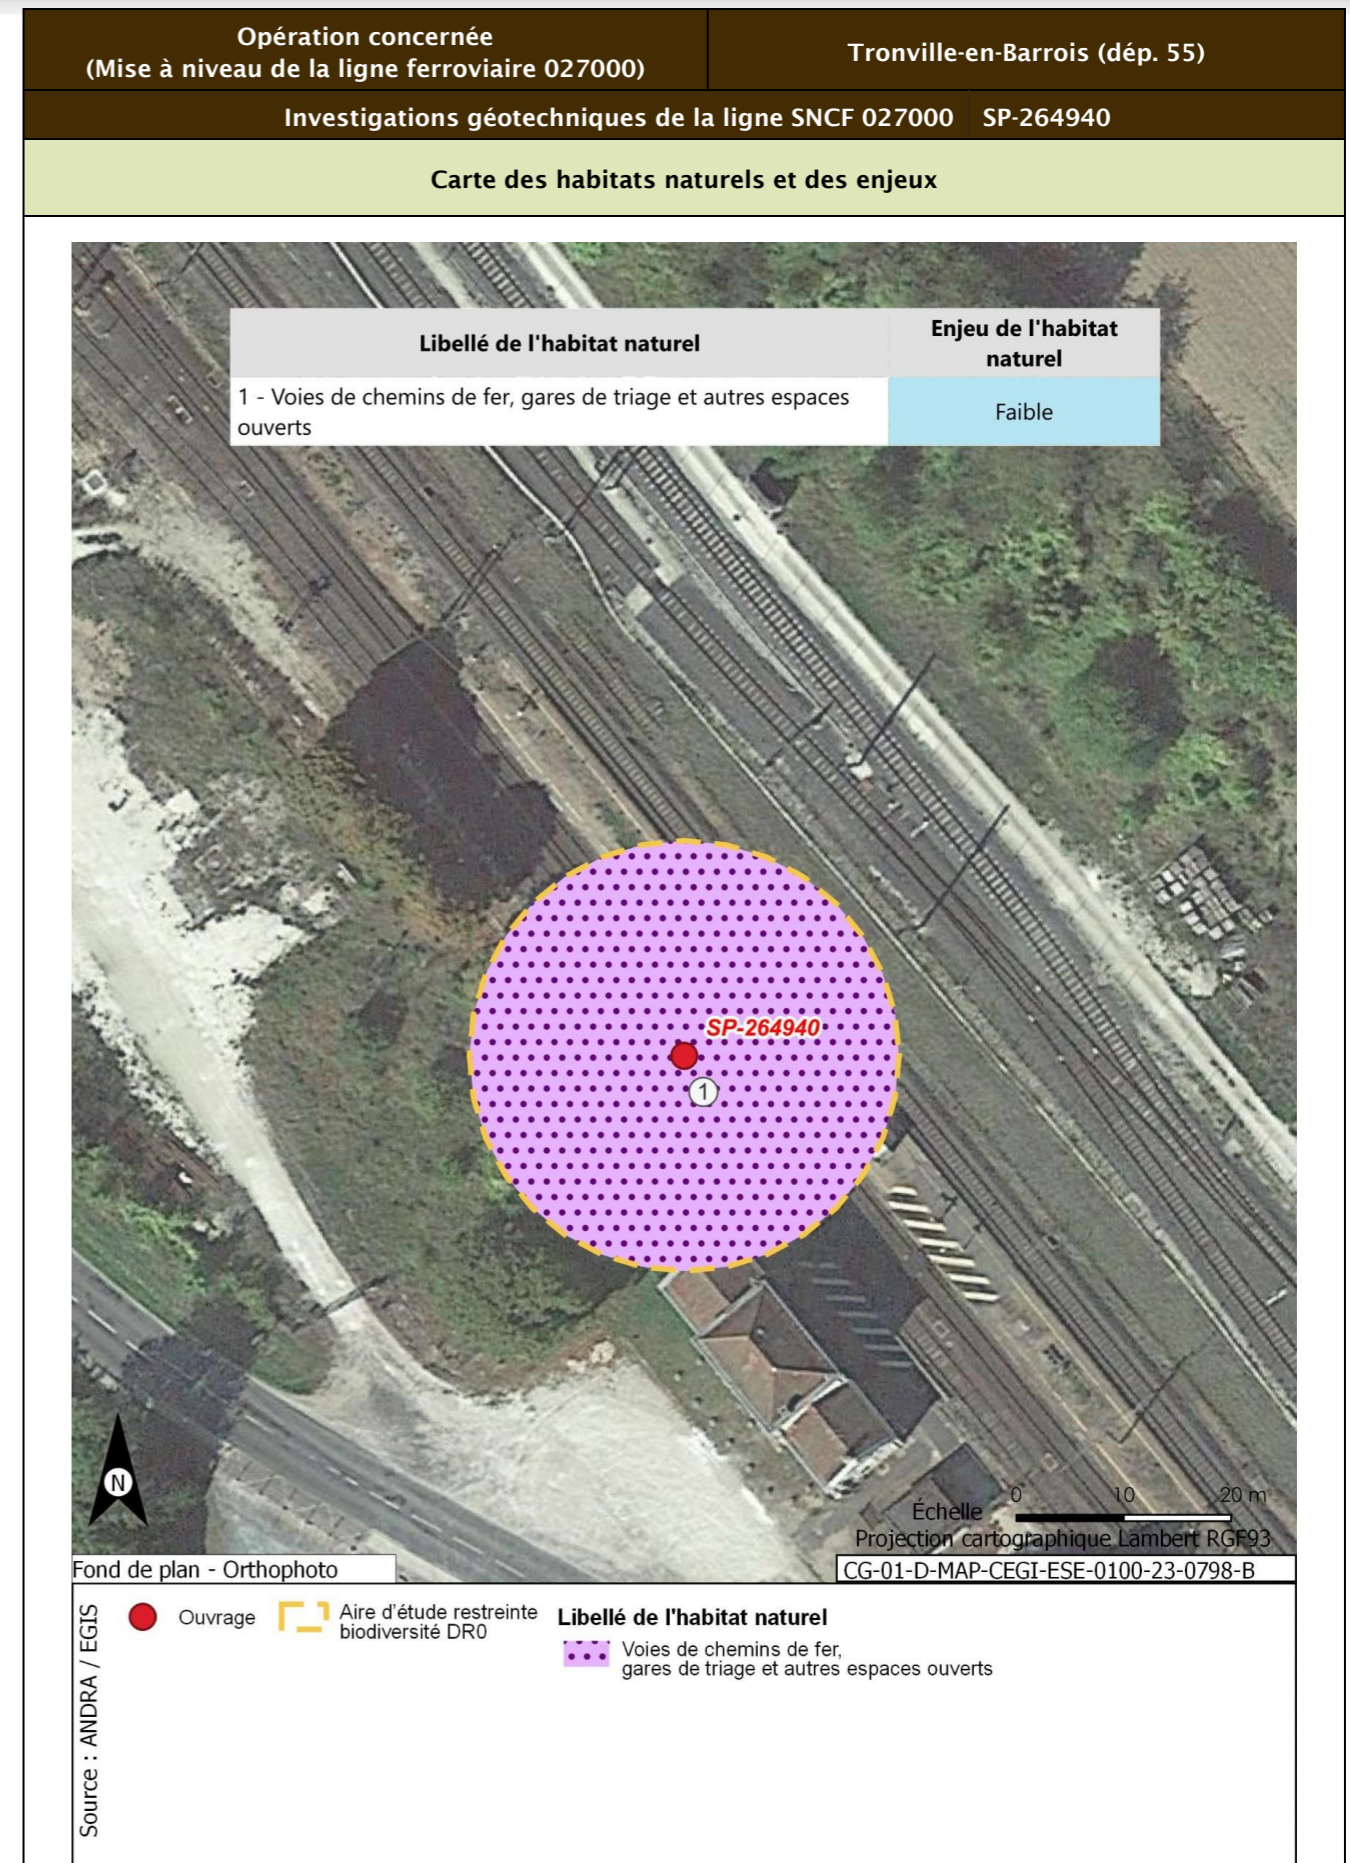 Opération concernée
(Mise à niveau de la ligne ferroviaire 027000)
Tronville-en-Barrois (dép. 55)
Investigations géotechniques de la ligne SNCF 027000 SP-264940
Carte des habitats naturels et des enjeux
Libellé de l'habitat naturel
Enjeu de l'habitat
naturel
1 - Voies de chemins de fer, gares de triage et autres espaces
ouverts
Faible
SP-264940
1
N
0 10 20 m
Échelle
Projection cartographique Lambert RGF93
Fond de plan - Orthophoto
CG-01-D-MAP-CEGI-ESE-0100-23-0798-B
Source : ANDRA / EGIS
Ouvrage
Aire d'étude restreinte
biodiversité DR0
Libellé de l'habitat naturel
Voies de chemins de fer,
gares de triage et autres espaces ouverts